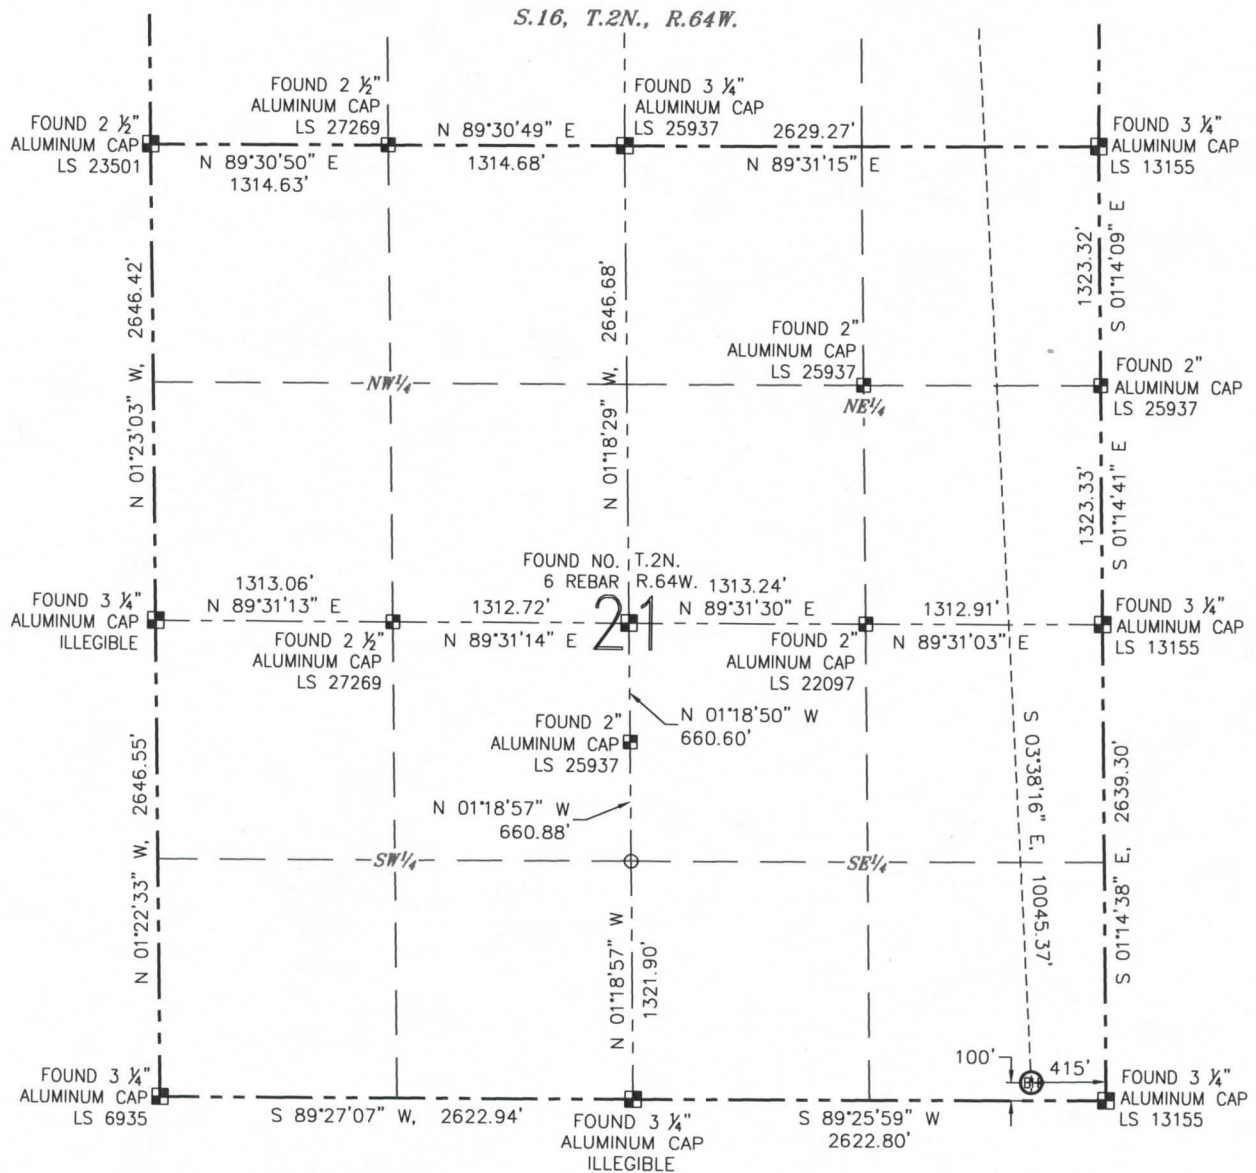 S.16, T.2N., R.64W.
FOUND 2 ½"
ALUMINUM CAP
LS 23501
FOUND 2 ½"
ALUMINUM CAP
LS 27269
FOUND 3 ¼"
ALUMINUM CAP
LS 25937
FOUND 3 ¼"
ALUMINUM CAP
LS 13155
N 89°30'50" E
1314.63'
N 89°30'49" E
1314.68'
2629.27'
N 89°31'15" E
N 01°23'03" W, 2646.42'
N 01°18'29" W, 2646.68'
1323.32'
S 01°14'09" E
FOUND 2"
ALUMINUM CAP
LS 25937
FOUND 2"
ALUMINUM CAP
LS 25937
NW¼
NE¼
1323.33'
S 01°14'41" E
FOUND NO.
6 REBAR
T.2N.
R.64W.
21
FOUND 3 ¼"
ALUMINUM CAP
ILLEGIBLE
1313.06'
N 89°31'13" E
FOUND 2 ½"
ALUMINUM CAP
LS 27269
1312.72'
N 89°31'14" E
1313.24'
N 89°31'30" E
FOUND 2"
ALUMINUM CAP
LS 22097
1312.91'
N 89°31'03" E
FOUND 3 ¼"
ALUMINUM CAP
LS 13155
N 01°18'50" W
660.60'
FOUND 2"
ALUMINUM CAP
LS 25937
N 01°18'57" W
660.88'
N 01°22'33" W, 2646.55'
S 03°38'16" E, 10045.37'
S 01°14'38" E, 2639.30'
SW¼
SE¼
N 01°18'57" W
1321.90'
100'
415'
FOUND 3 ¼"
ALUMINUM CAP
LS 6935
S 89°27'07" W, 2622.94'
FOUND 3 ¼"
ALUMINUM CAP
ILLEGIBLE
S 89°25'59" W
2622.80'
FOUND 3 ¼"
ALUMINUM CAP
LS 13155